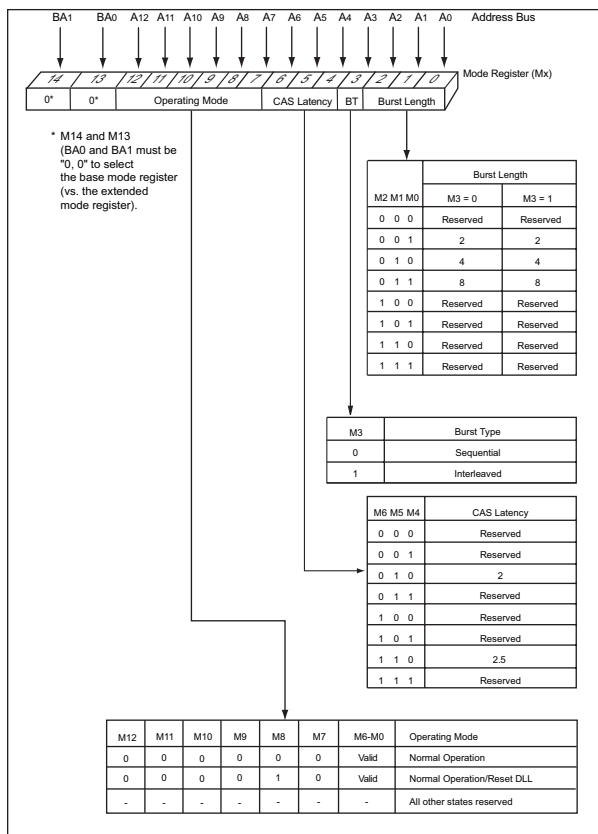 BA1 BA0 A12 A11 A10 A9 A8 A7 A6 A5 A4 A3 A2 A1 A0 Address Bus
14 13 12 11 10 9 8 7 6 5 4 3 2 1 0 Mode Register (Mx)
0* 0* Operating Mode CAS Latency BT Burst Length
* M14 and M13
(BA0 and BA1 must be
"0, 0" to select
the base mode register
(vs. the extended
mode register).
Burst Length
M2 M1 M0 M3 = 0 M3 = 1
0 0 0 Reserved Reserved
0 0 1 2 2
0 1 0 4 4
0 1 1 8 8
1 0 0 Reserved Reserved
1 0 1 Reserved Reserved
1 1 0 Reserved Reserved
1 1 1 Reserved Reserved
M3 Burst Type
0 Sequential
1 Interleaved
M6 M5 M4 CAS Latency
0 0 0 Reserved
0 0 1 Reserved
0 1 0 2
0 1 1 Reserved
1 0 0 Reserved
1 0 1 Reserved
1 1 0 2.5
1 1 1 Reserved
M12 M11 M10 M9 M8 M7 M6-M0 Operating Mode
0 0 0 0 0 0 Valid Normal Operation
0 0 0 0 1 0 Valid Normal Operation/Reset DLL
- - - - - - - All other states reserved